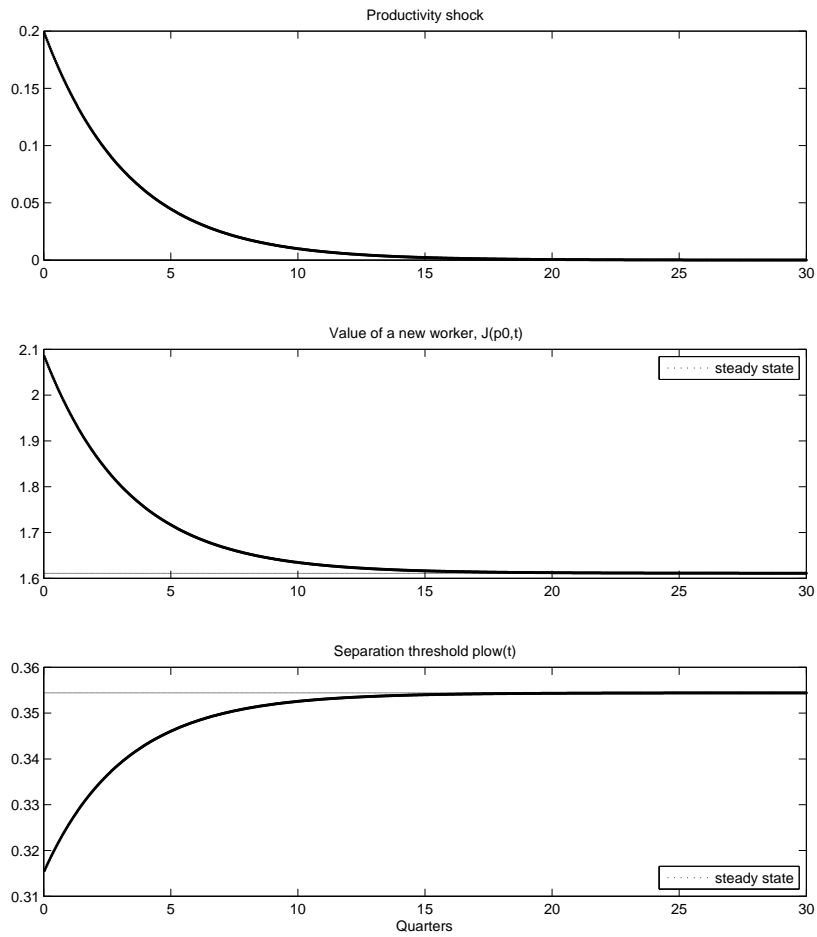 Productivity shock
0.2
0.15
0.1
0.05
0
0 5 10 15 20 25 30
Value of a new worker, J(p0,t)
2.1
2
1.9
1.8
1.7
1.6
steady state
0 5 10 15 20 25 30
Separation threshold plow(t)
0.36
0.35
0.34
0.33
0.32
0.31
steady state
0 5 10 15 20 25 30
Quarters